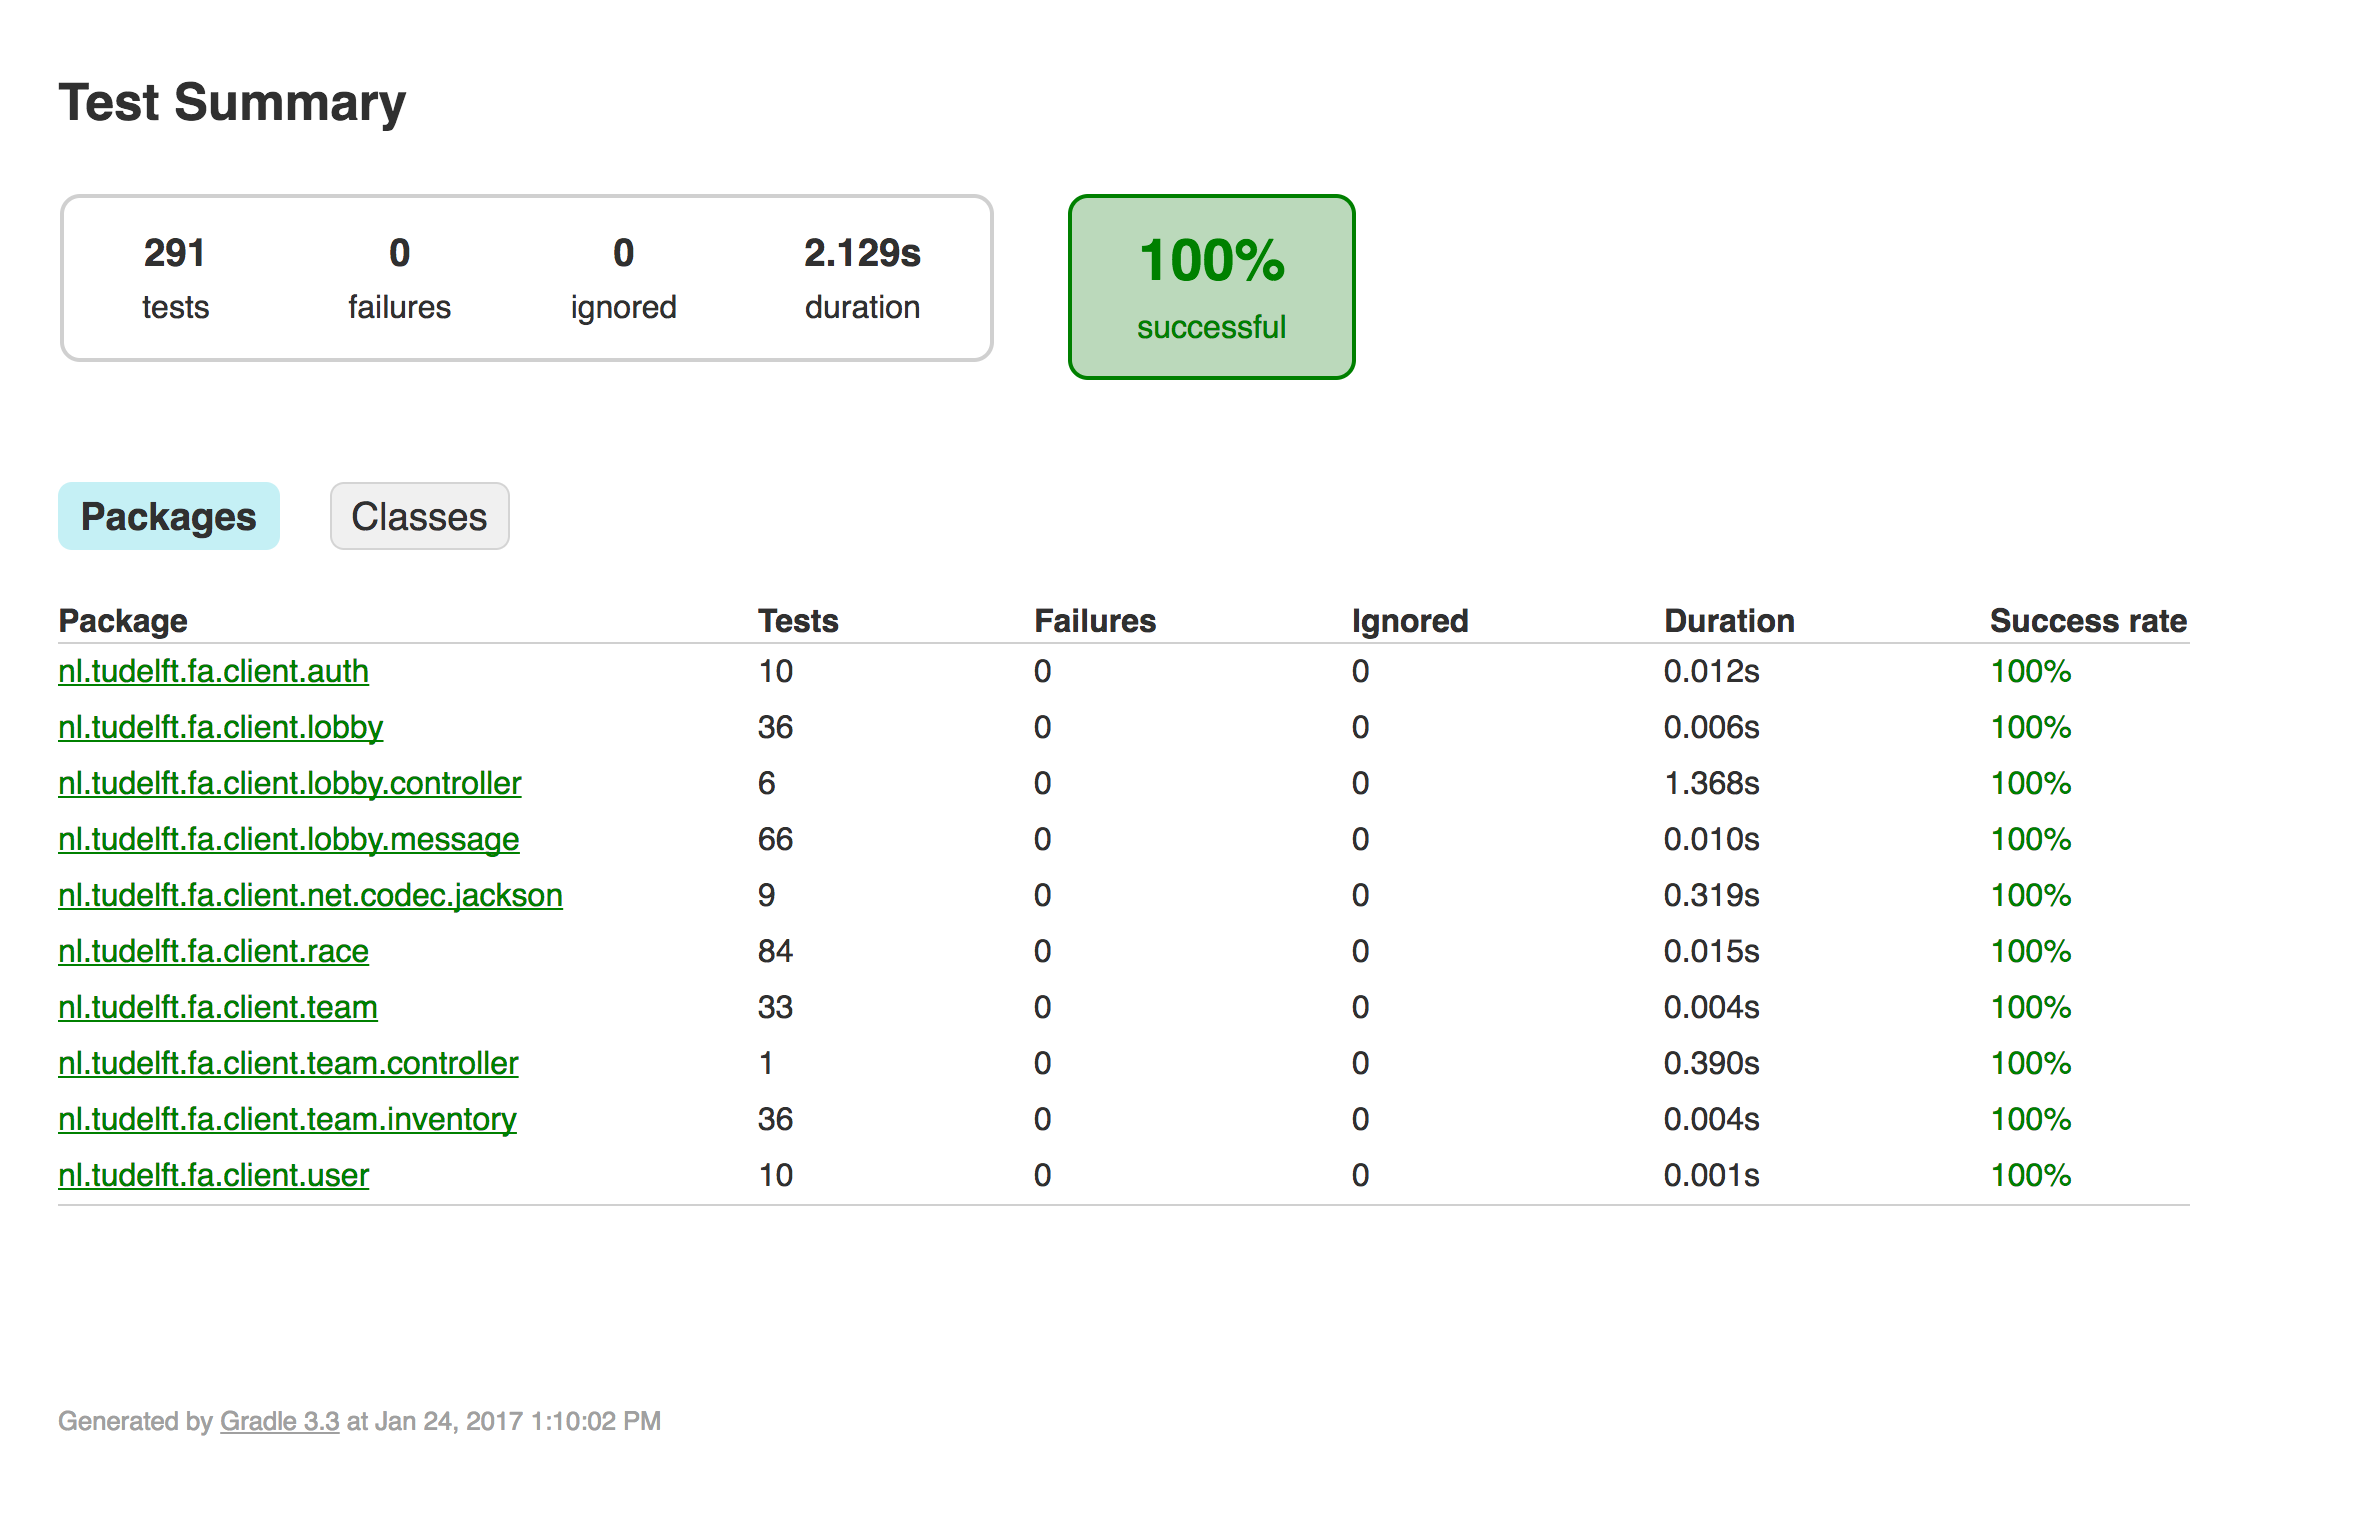 Test Summary
291 0 0 2.129s
tests failures ignored duration
100%
successful
Packages Classes
Package Tests Failures Ignored Duration Success rate
nl.tudelft.fa.client.auth 10 0 0 0.012s 100%
nl.tudelft.fa.client.lobby 36 0 0 0.006s 100%
nl.tudelft.fa.client.lobby.controller 6 0 0 1.368s 100%
nl.tudelft.fa.client.lobby.message 66 0 0 0.010s 100%
nl.tudelft.fa.client.net.codec.jackson 9 0 0 0.319s 100%
nl.tudelft.fa.client.race 84 0 0 0.015s 100%
nl.tudelft.fa.client.team 33 0 0 0.004s 100%
nl.tudelft.fa.client.team.controller 1 0 0 0.390s 100%
nl.tudelft.fa.client.team.inventory 36 0 0 0.004s 100%
nl.tudelft.fa.client.user 10 0 0 0.001s 100%
Generated by Gradle 3.3 at Jan 24, 2017 1:10:02 PM